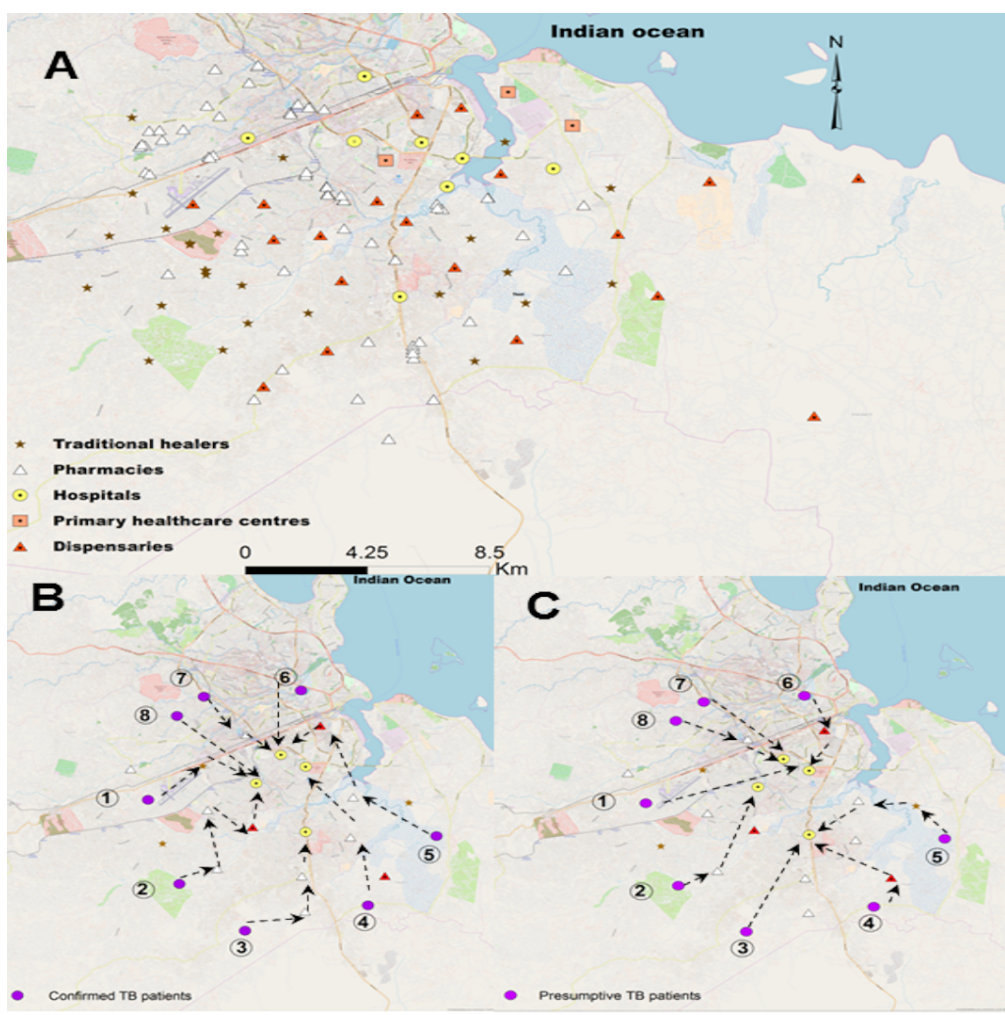 Indian ocean
A
N
Traditional healers
Pharmacies
Hospitals
Primary healthcare centres
Dispensaries
0 4.25 8.5
Km
B
Indian Ocean
7
6
8
1
2
3
4
5
Confirmed TB patients
C
Indian Ocean
7
6
8
1
2
3
4
5
Presumptive TB patients